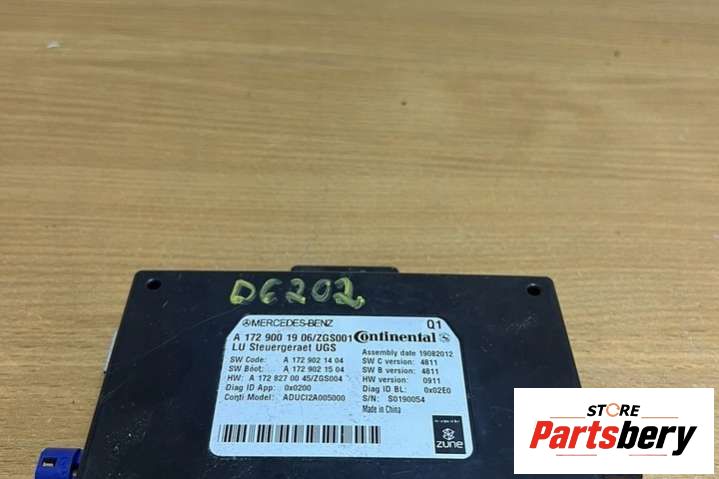 DC202
MERCEDES-BENZ Q1
A 172 900 19 06/ZGS001 Continental
LU Steuergeraet UGS
Assembly date 19082012
SW Code: A 172 902 14 04 SW C version: 4811
SW Boot: A 172 902 15 04 SW B version: 4811
HW: A 172 827 00 45/ZGS004 HW version 0911
Diag ID App: 0x0200 Diag ID BL: 0x02E0
Conti Model: ADUCI2A005000 S/N: S0190054
Made in China
zune
STORE
Partsbery